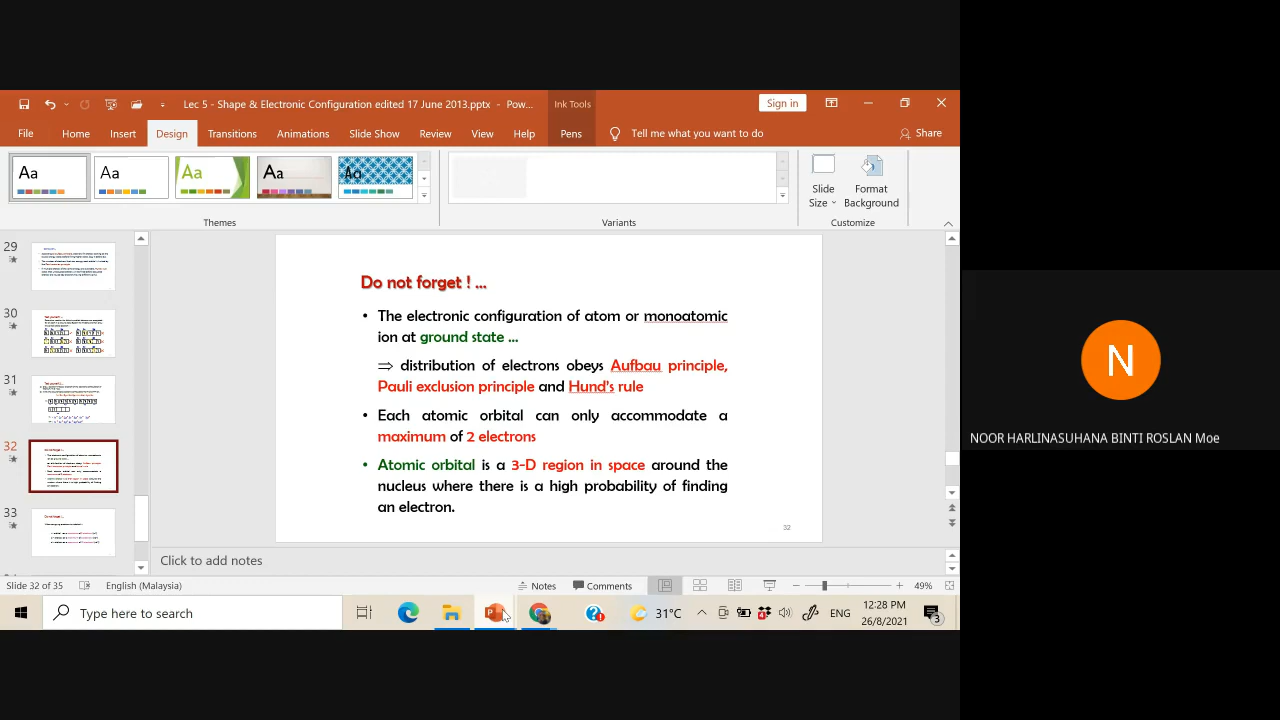 Lec 5 - Shape & Electronic Configuration edited 17 June 2013.pptx - Pow... Ink Tools Sign in
File Home Insert Design Transitions Animations Slide Show Review View Help Pens Tell me what you want to do Share
Aa Aa Aa Aa Aa
Slide Size Format Background
Themes Variants Customize
29
30
31
32
33
Do not forget ! ...
• The electronic configuration of atom or monoatomic
ion at ground state ...
⇒ distribution of electrons obeys Aufbau principle,
Pauli exclusion principle and Hund's rule
• Each atomic orbital can only accommodate a
maximum of 2 electrons
• Atomic orbital is a 3-D region in space around the
nucleus where there is a high probability of finding
an electron.
32
Click to add notes
Slide 32 of 35 English (Malaysia) Notes Comments 49%
Type here to search 31°C ENG 12:28 PM
26/8/2021 3
N
NOOR HARLINASUHANA BINTI ROSLAN Moe